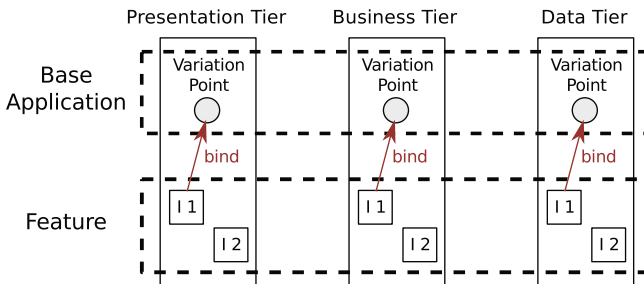 Presentation Tier
Business Tier
Data Tier
Base
Application
Variation
Point
Variation
Point
Variation
Point
bind
bind
bind
Feature
I 1
I 1
I 1
I 2
I 2
I 2